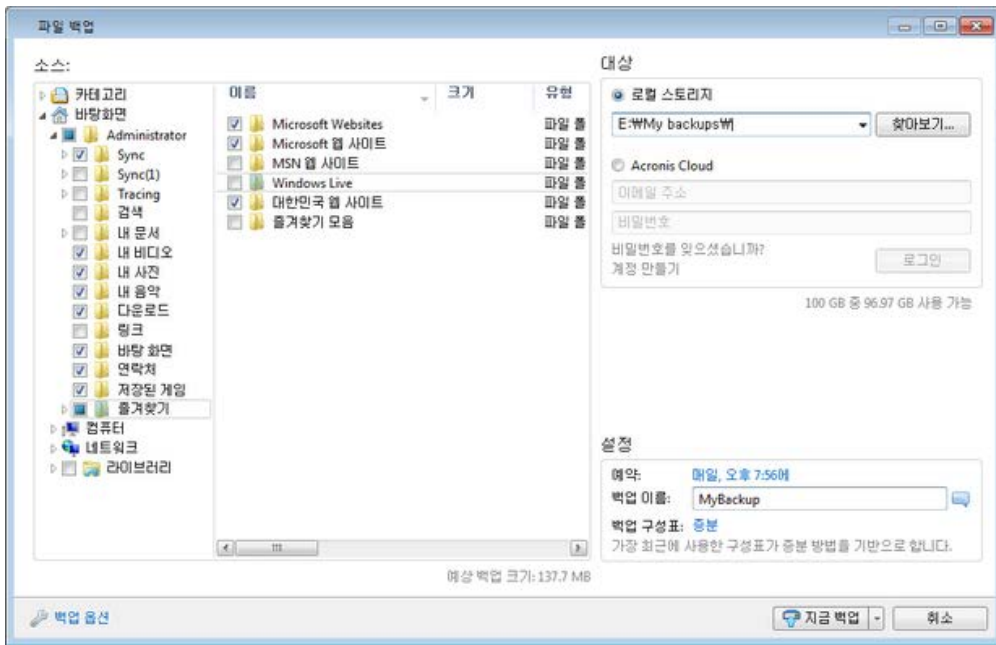 파일 백업
소스:
카테고리
바탕화면
Administrator
Sync
Sync(1)
Tracing
검색
내 문서
내 비디오
내 사진
내 음악
다운로드
링크
바탕 화면
연락처
저장된 게임
즐겨찾기
컴퓨터
네트워크
라이브러리
이름 크기 유형
Microsoft Websites 파일 폴
Microsoft 웹 사이트 파일 폴
MSN 웹 사이트 파일 폴
Windows Live 파일 폴
대한민국 웹 사이트 파일 폴
즐겨찾기 모음 파일 폴
예상 백업 크기: 137.7 MB
대상
로컬 스토리지
E:₩My backups₩
찾아보기...
Acronis Cloud
이메일 주소
비밀번호
비밀번호를 잊으셨습니까?
계정 만들기
로그인
100 GB 중 96.97 GB 사용 가능
설정
예약: 매일, 오후 7:56에
백업 이름: MyBackup
백업 구성표: 증분
가장 최근에 사용한 구성표가 증분 방법을 기반으로 합니다.
백업 옵션
지금 백업
취소